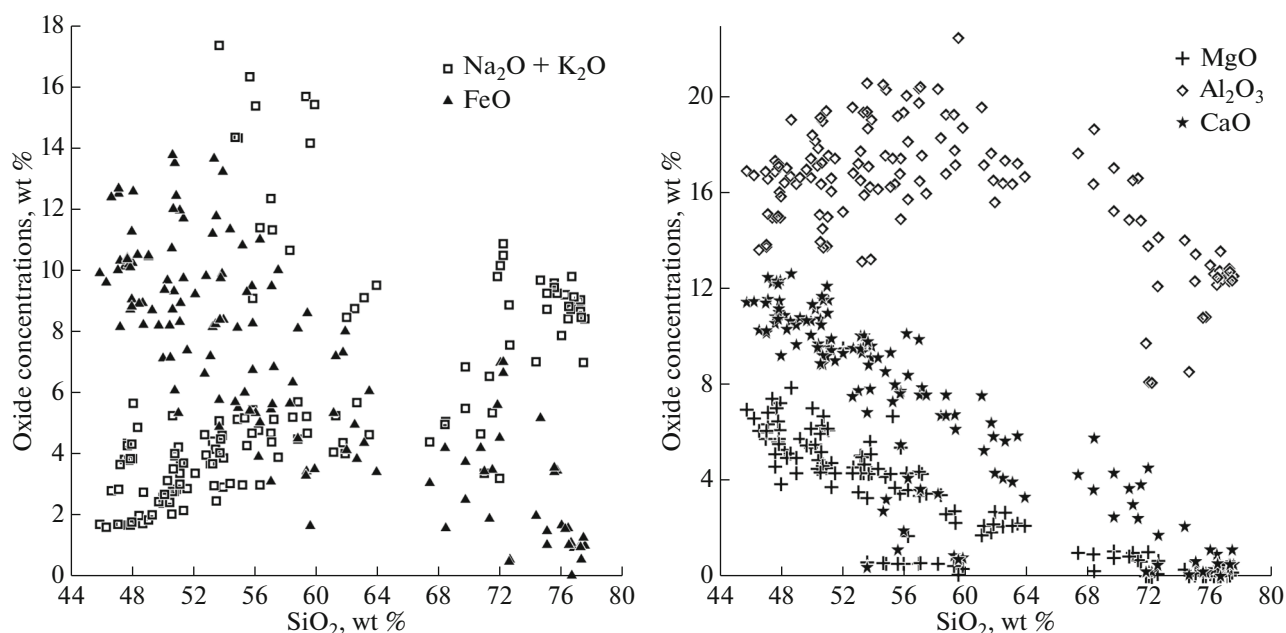 Oxide concentrations, wt %
18
16
14
12
10
8
6
4
2
0
44 48 52 56 60 64 68 72 76 80
SiO₂, wt %
Na₂O + K₂O
FeO
Oxide concentrations, wt %
20
16
12
8
4
0
44 48 52 56 60 64 68 72 76 80
SiO₂, wt %
MgO
Al₂O₃
CaO